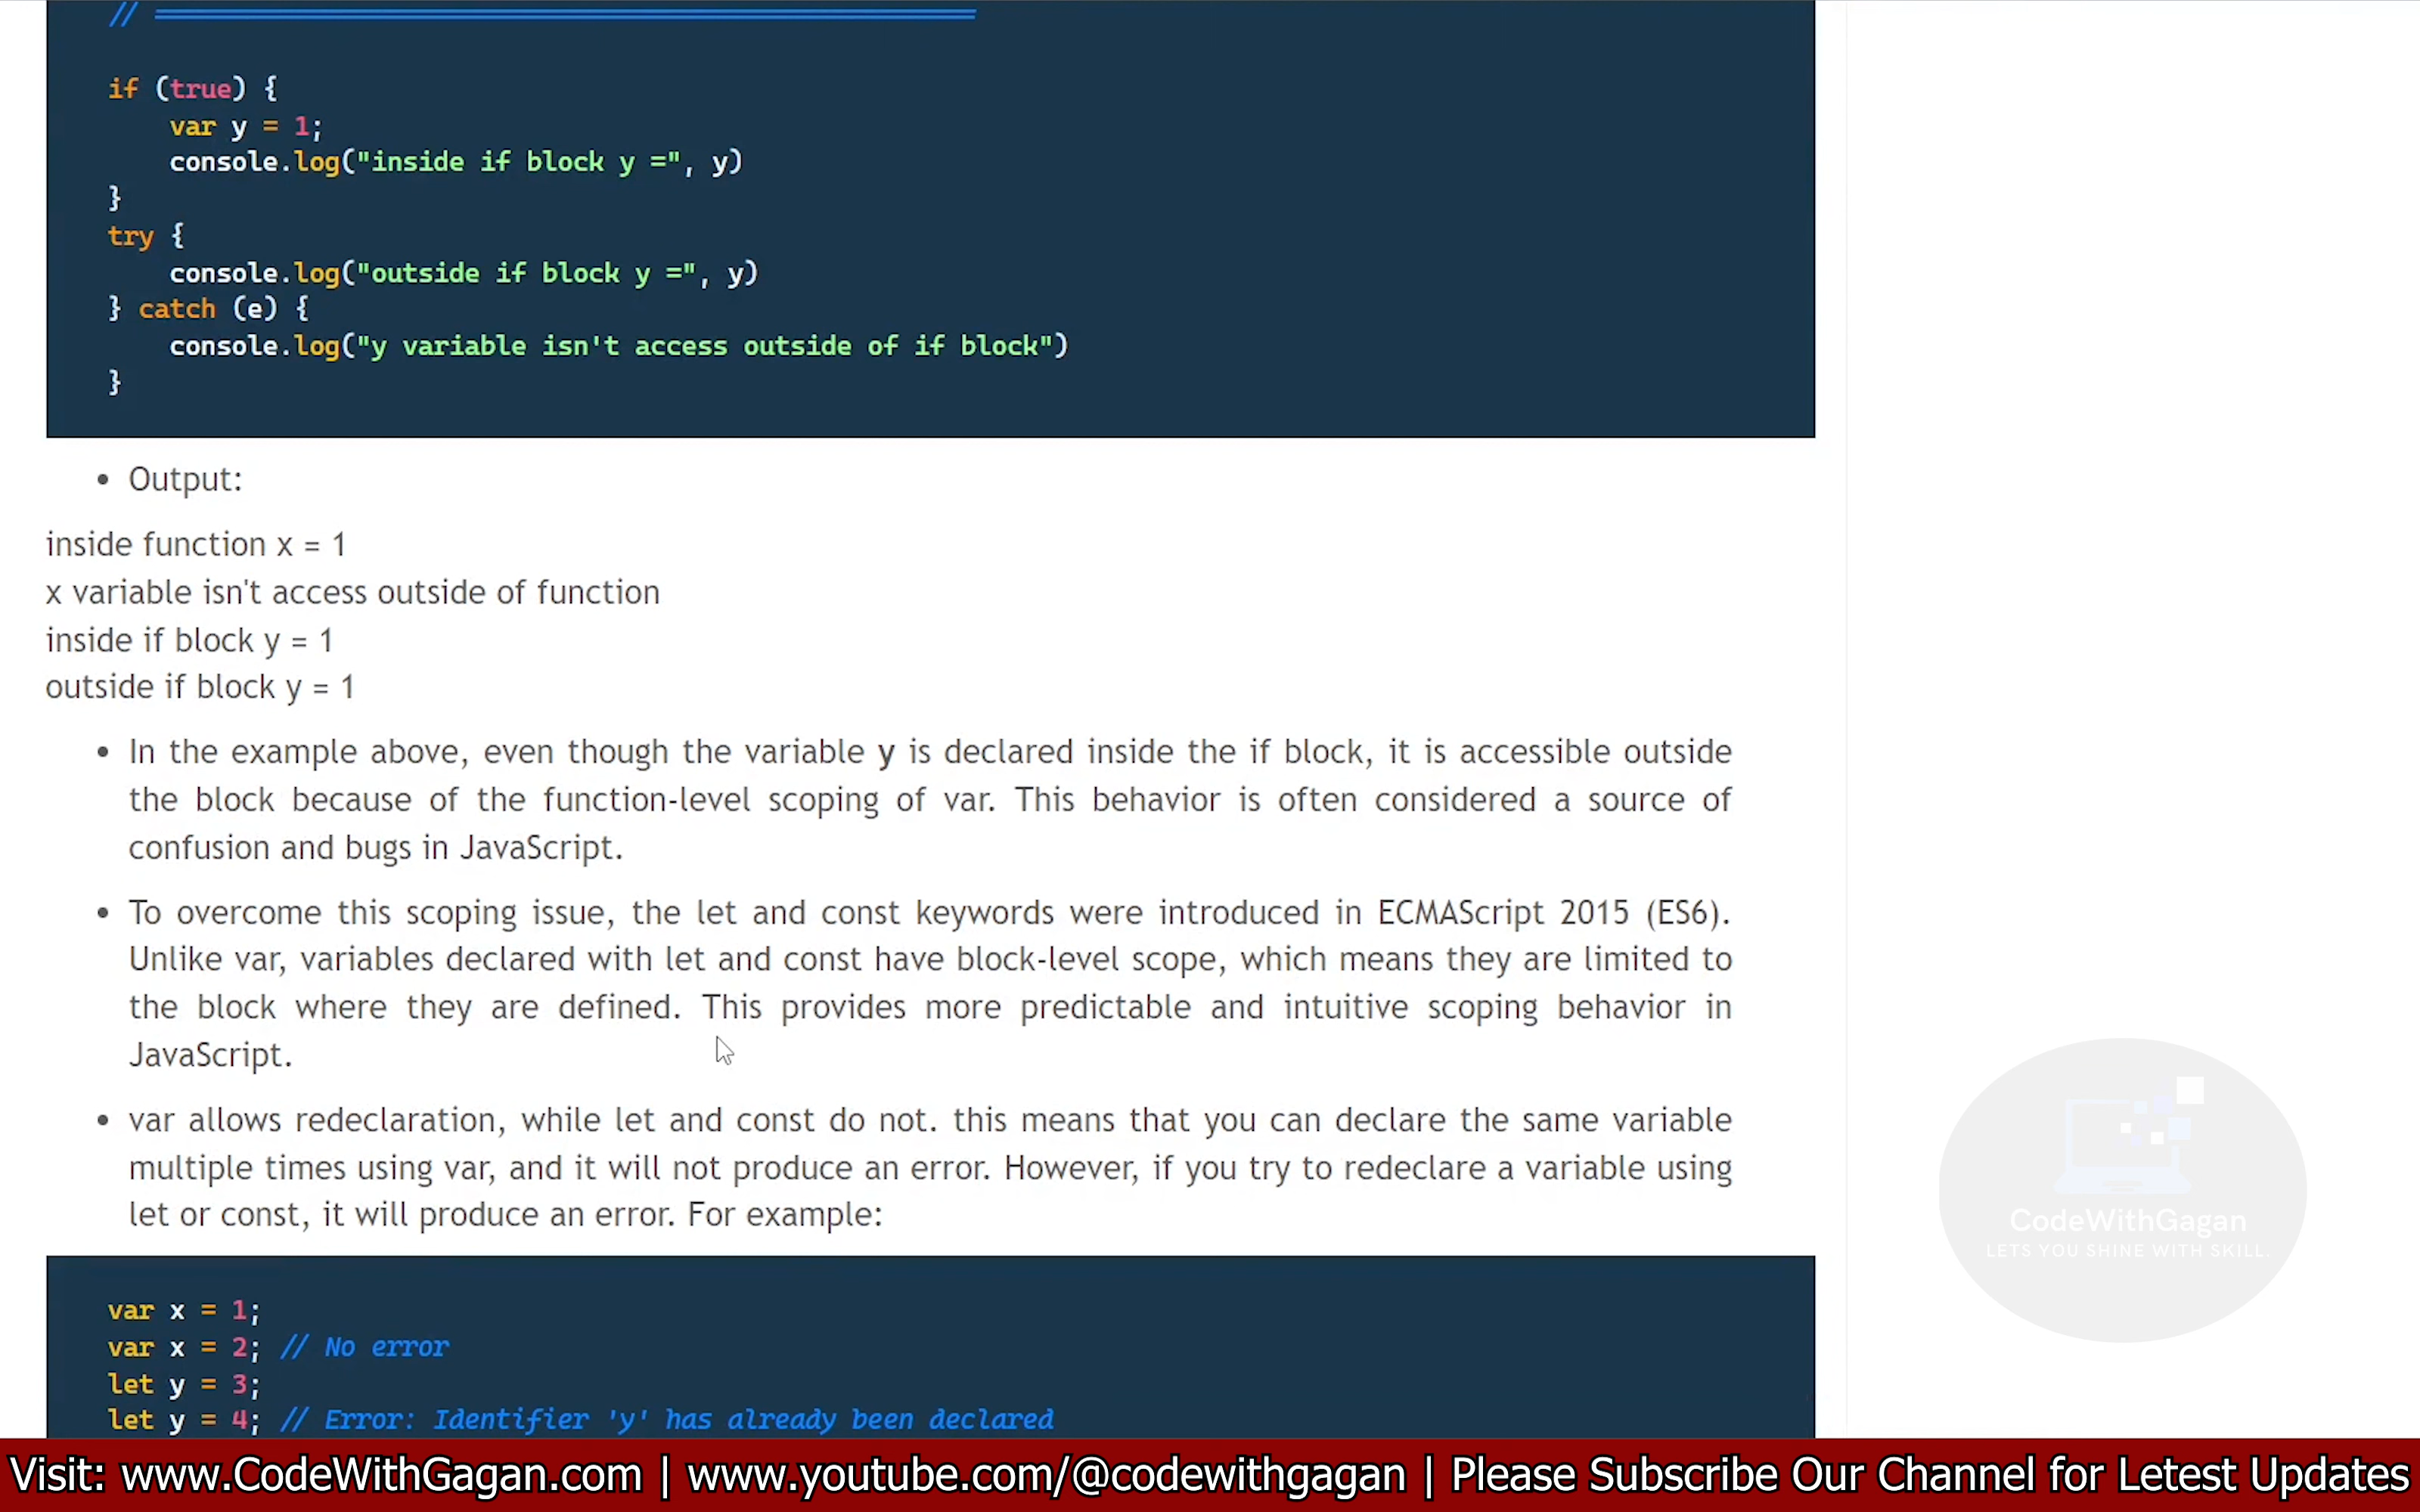 // ═══════════════════════════════════════
if (true) {
    var y = 1;
    console.log("inside if block y =", y)
}
try {
    console.log("outside if block y =", y)
} catch (e) {
    console.log("y variable isn't access outside of if block")
}
• Output:
inside function x = 1
x variable isn't access outside of function
inside if block y = 1
outside if block y = 1
• In the example above, even though the variable y is declared inside the if block, it is accessible outside
the block because of the function-level scoping of var. This behavior is often considered a source of
confusion and bugs in JavaScript.
• To overcome this scoping issue, the let and const keywords were introduced in ECMAScript 2015 (ES6).
Unlike var, variables declared with let and const have block-level scope, which means they are limited to
the block where they are defined. This provides more predictable and intuitive scoping behavior in
JavaScript.
• var allows redeclaration, while let and const do not. this means that you can declare the same variable
multiple times using var, and it will not produce an error. However, if you try to redeclare a variable using
let or const, it will produce an error. For example:
var x = 1;
var x = 2; // No error
let y = 3;
let y = 4; // Error: Identifier 'y' has already been declared
CodeWithGagan
LETS YOU SHINE WITH SKILL.
Visit: www.CodeWithGagan.com | www.youtube.com/@codewithgagan | Please Subscribe Our Channel for Letest Updates